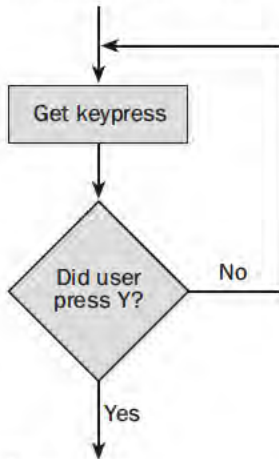 Get keypress
Did user
press Y?
No
Yes